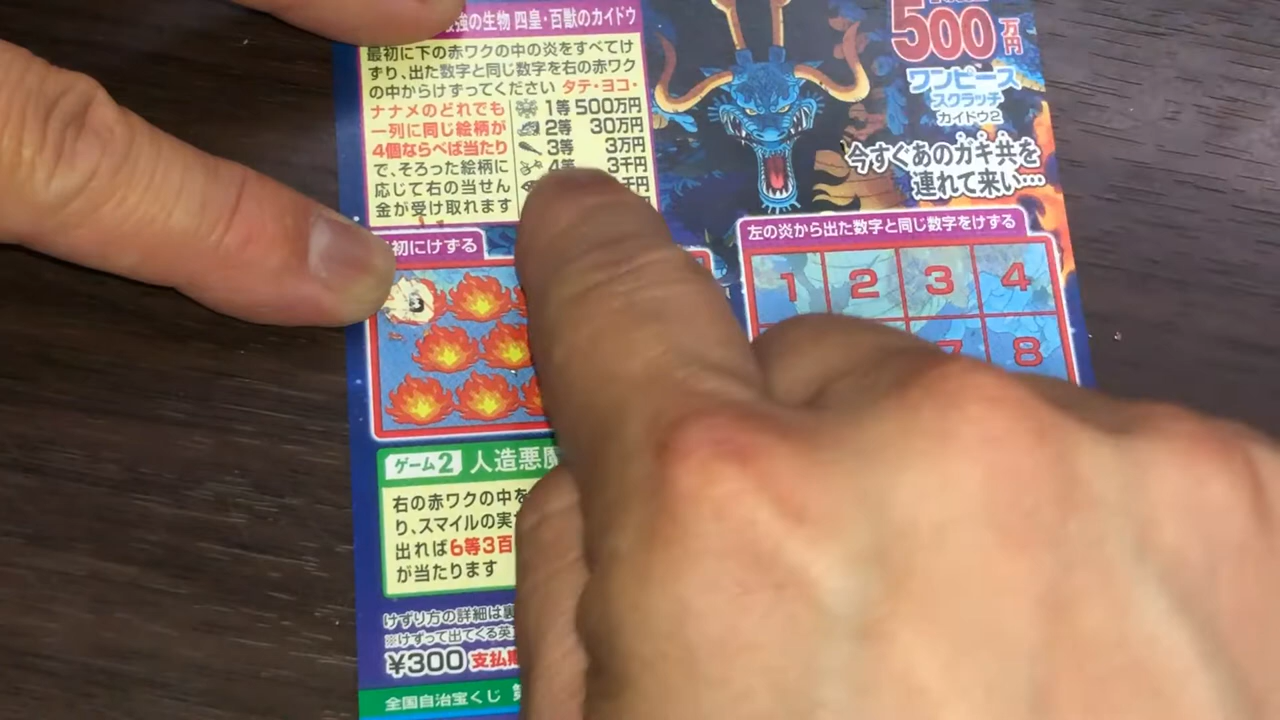 強の生物 四皇・百獣のカイドウ
最初に下の赤ワクの中の炎をすべてけ
ずり、出た数字と同じ数字を右の赤ワク
の中からけずってください タテ・ヨコ・
ナナメのどれでも
一列に同じ絵柄が
4個ならべば当たり
で、そろった絵柄に
応じて右の当せん
金が受け取れます
1等 500万円
2等 30万円
3等 3万円
4等 3千円
千円
500万円
ワンピース
スクラッチ
カイドウ2
今すぐあのガキ共を
連れて来い…
初にけずる
左の炎から出た数字と同じ数字をけずる
1 2 3 4
7 8
ゲーム2 人造悪
右の赤ワクの中を
り、スマイルの実
出れば6等3百
が当たります
けずり方の詳細は裏
※けずって出てくる英
¥300 支払
全国自治宝くじ